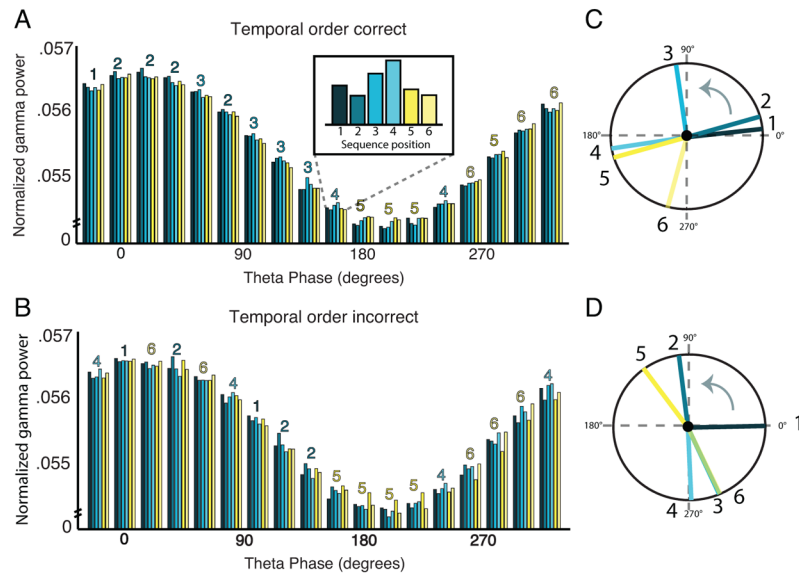 A
Temporal order correct
Normalized gamma power
.057
.056
.055
0
1 2 2 2 3 2 3 3 3 4 5 5 5 4 6 5 6 6
1 2 3 4 5 6
Sequence position
0 90 180 270
Theta Phase (degrees)
C
90°
180°
0°
270°
3
2
1
4
5
6
B
Temporal order incorrect
Normalized gamma power
.057
.056
.055
0
4 1 6 2 6 4 1 2 2 5 5 5 5 4 6 6 6 4
0 90 180 270
Theta Phase (degrees)
D
90°
180°
0°
270°
2
5
1
4
3
6